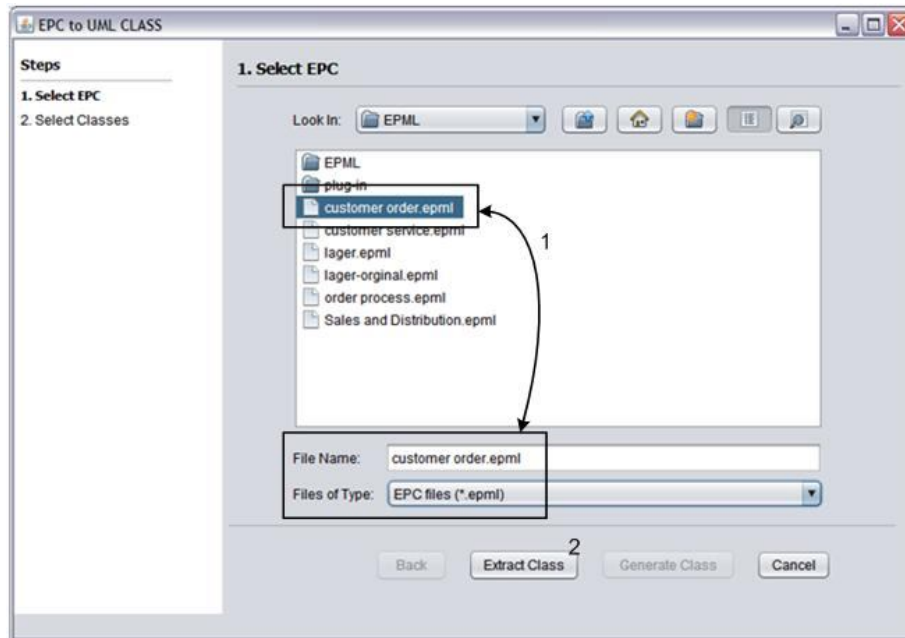 EPC to UML CLASS
Steps
1. Select EPC
2. Select Classes
1. Select EPC
Look In: EPML
EPML
plug-in
customer order.epml
customer service.epml
lager.epml
lager-orginal.epml
order process.epml
Sales and Distribution.epml
1
File Name: customer order.epml
Files of Type: EPC files (*.epml)
2
Back Extract Class Generate Class Cancel